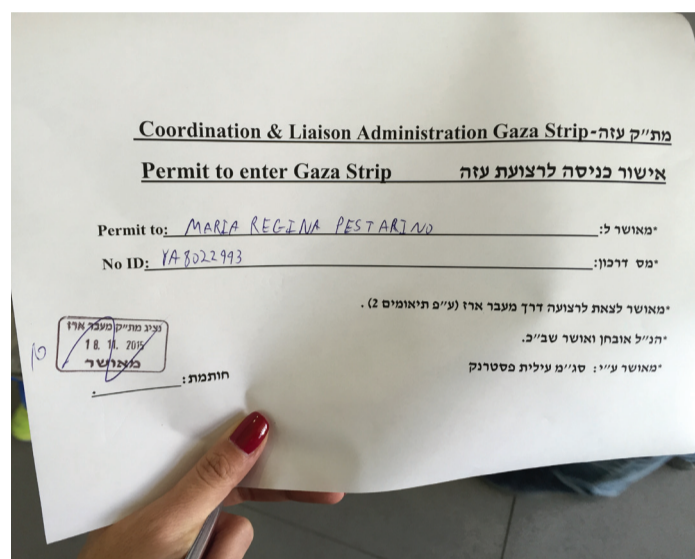 Coordination & Liaison Administration Gaza Strip-מת״ק עזה
Permit to enter Gaza Strip אישור כניסה לרצועת עזה
Permit to: MARIA REGINA PESTARINO *מאושר ל:
No ID: YA8022993 *מס דרכון:
*מאושר לצאת לרצועה דרך מעבר ארז (ע״פ תיאומים 2) .
*הנ״ל אובחן ואושר שב״כ.
*מאושר ע״י: סג״מ עילית פסטרנק
נציג מת״ק מעבר ארז
18. 11. 2015
מאושר
חותמת: